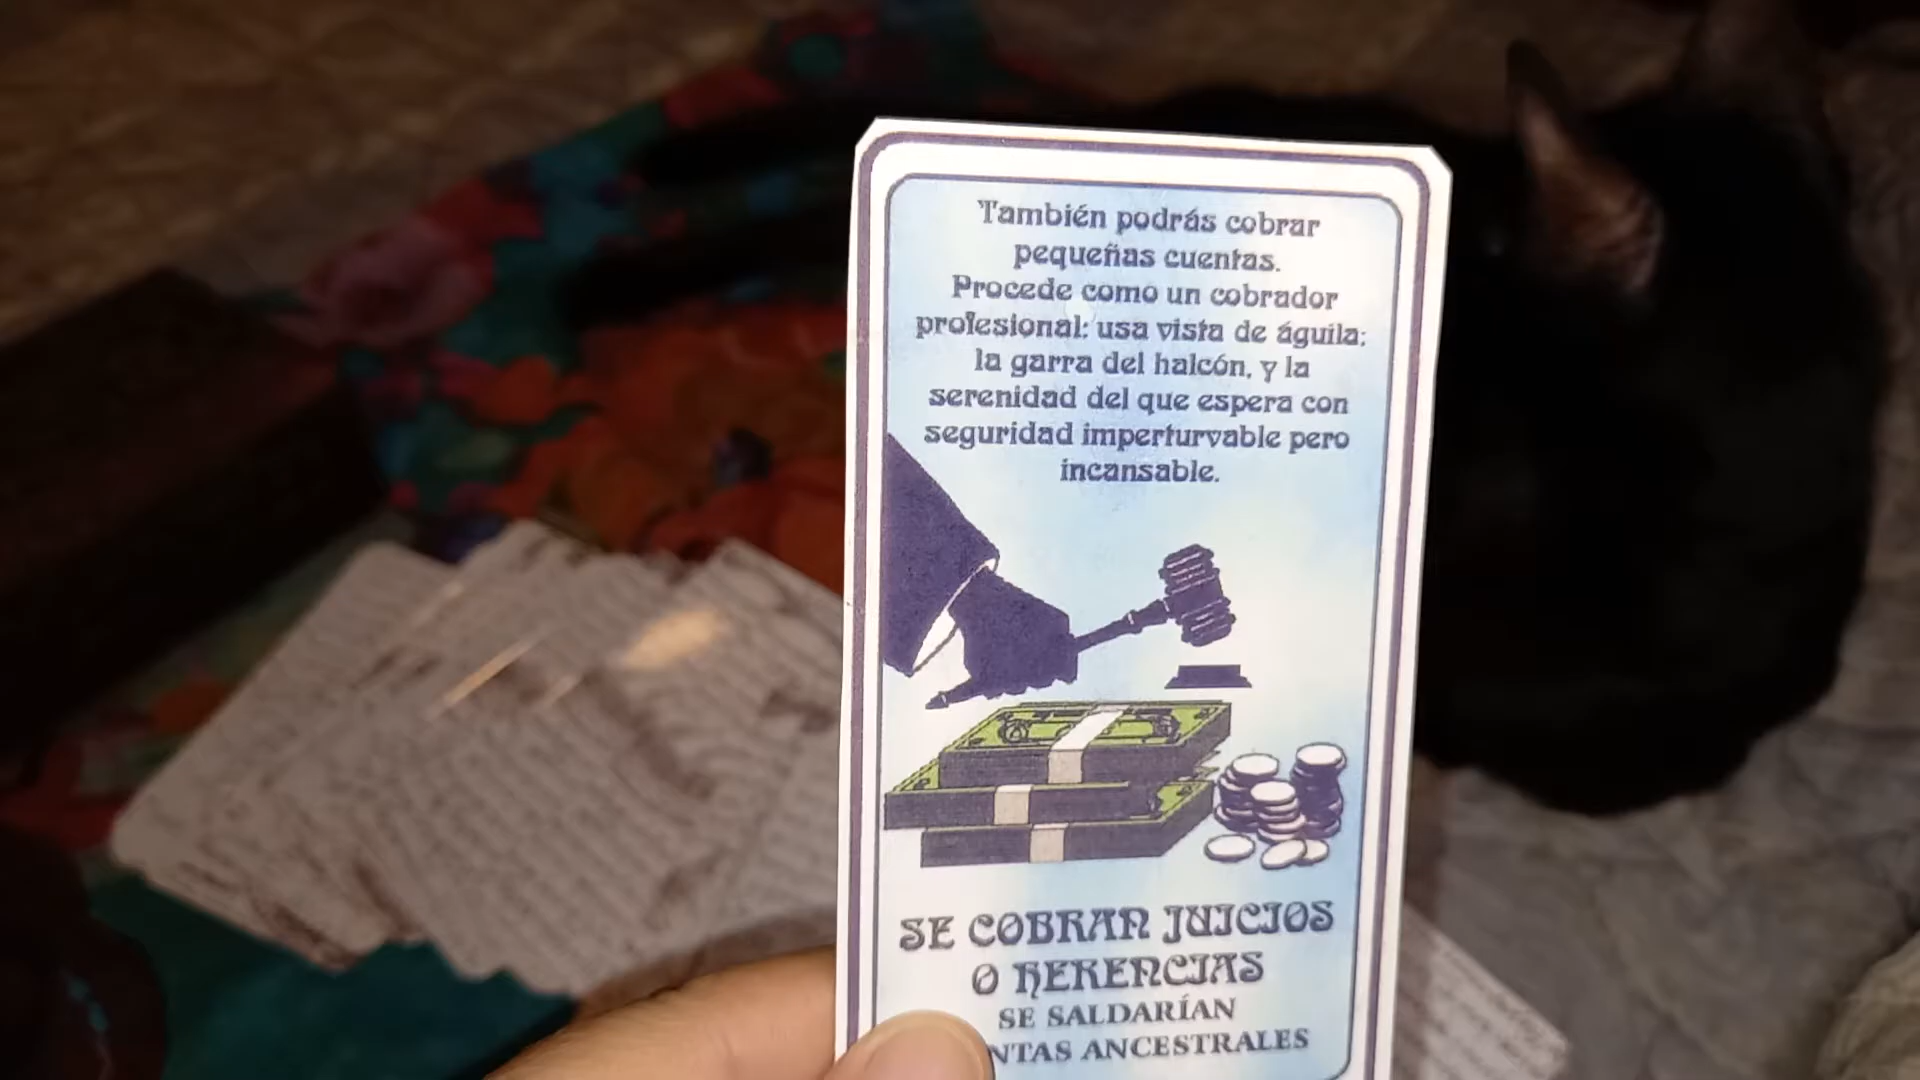 También podrás cobrar
pequeñas cuentas.
Procede como un cobrador
profesional: usa vista de águila;
la garra del halcón, y la
serenidad del que espera con
seguridad imperturvable pero
incansable.
SE COBRAN JUICIOS
O HERENCIAS
SE SALDARÍAN
NTAS ANCESTRALES